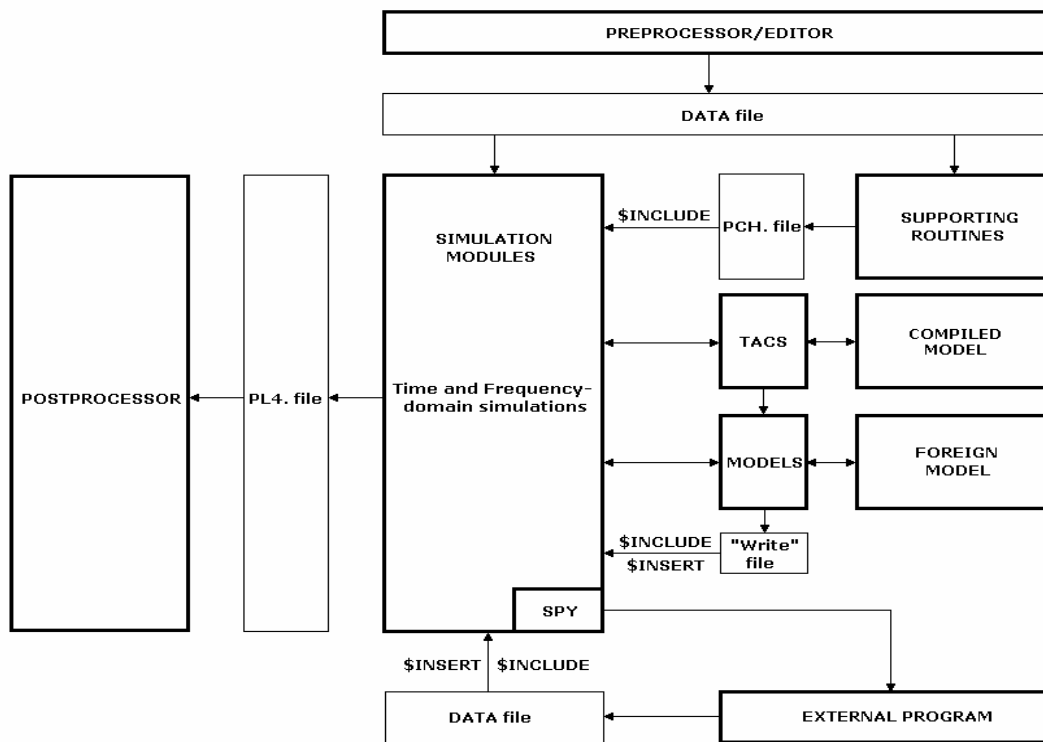 PREPROCESSOR/EDITOR
DATA file
$INCLUDE
PCH. file
SUPPORTING
ROUTINES
SIMULATION
MODULES
TACS
COMPILED
MODEL
POSTPROCESSOR
PL4. file
Time and Frequency-
domain simulations
MODELS
FOREIGN
MODEL
$INCLUDE
$INSERT
"Write"
file
SPY
$INSERT
$INCLUDE
DATA file
EXTERNAL PROGRAM